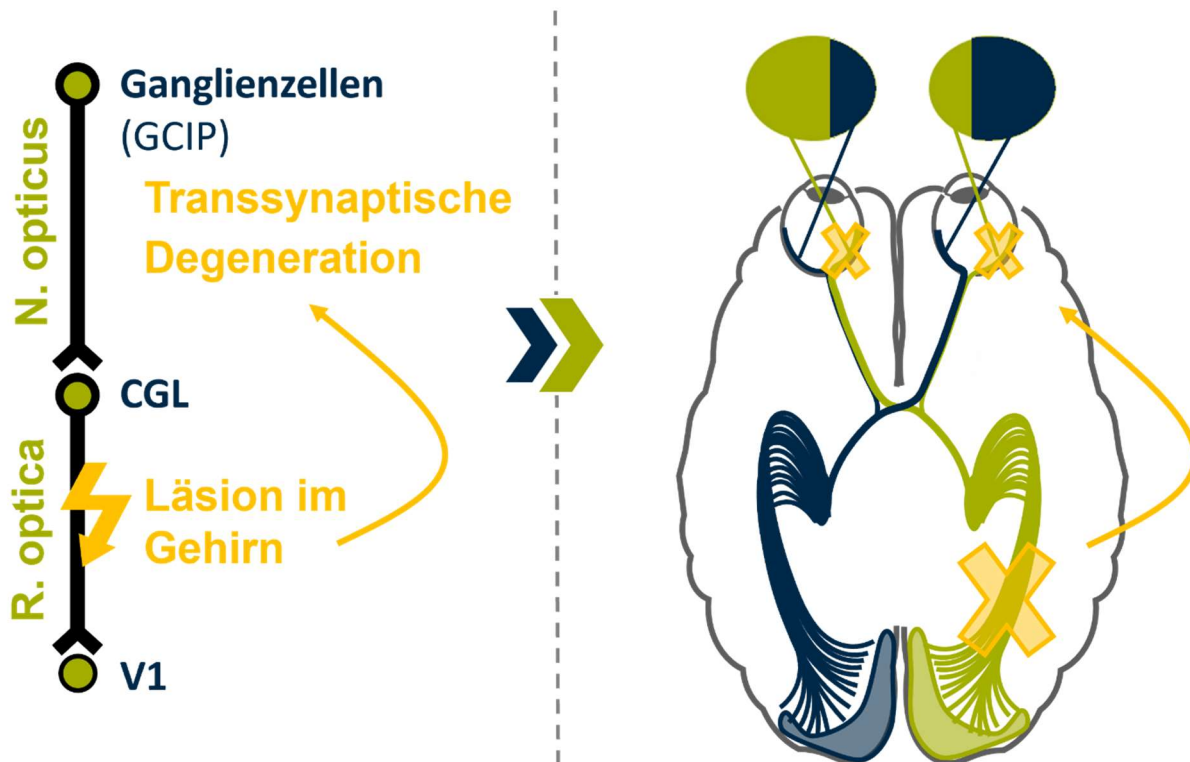 N. opticus
Ganglienzellen
(GCIP)
Transsynaptische
Degeneration
CGL
R. optica
Läsion im
Gehirn
V1